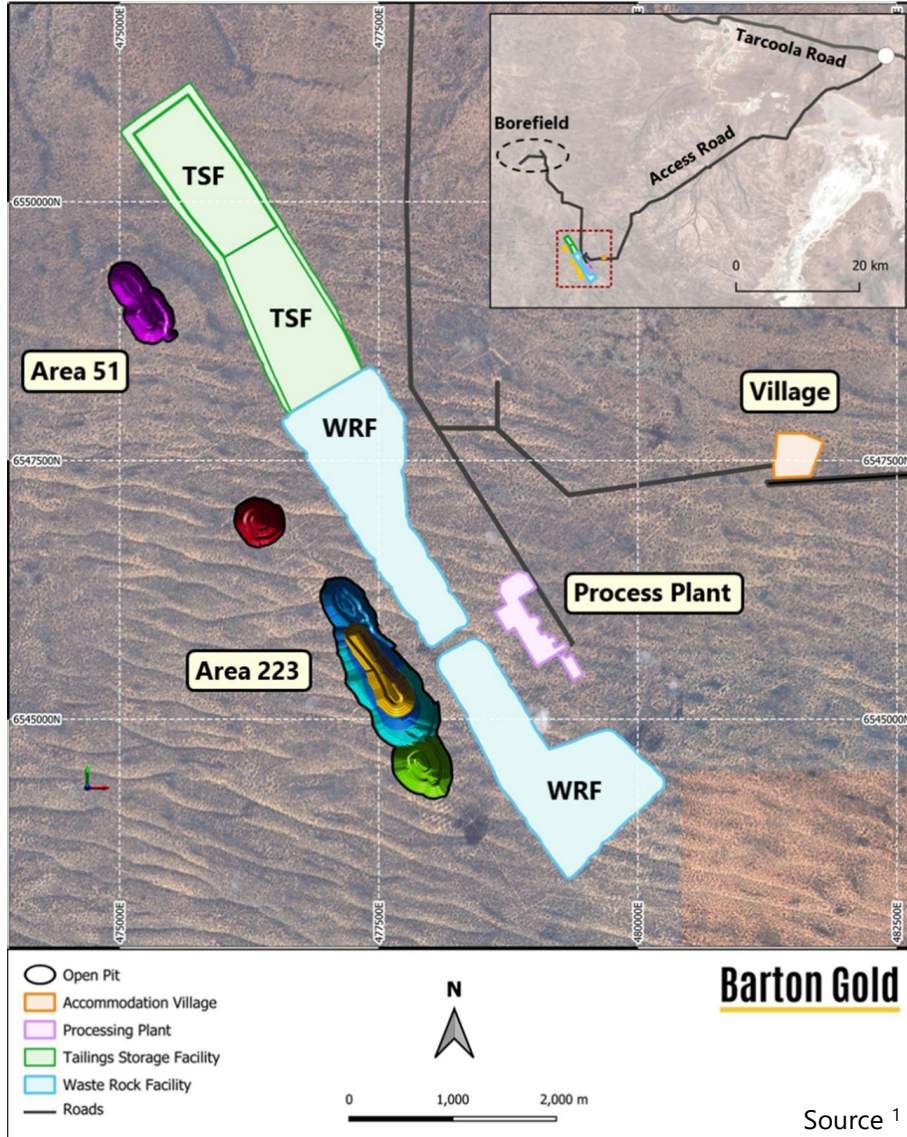 475000E
477500E
Tarcoola Road
Borefield
Access Road
0
20 km
TSF
6550000N
TSF
Area 51
Village
WRF
6547500N
6547500N
Process Plant
Area 223
6545000N
6545000N
WRF
475000E
477500E
480000E
482500E
Open Pit
Accommodation Village
Processing Plant
Tailings Storage Facility
Waste Rock Facility
Roads
N
0
1,000
2,000 m
Barton Gold
Source 1